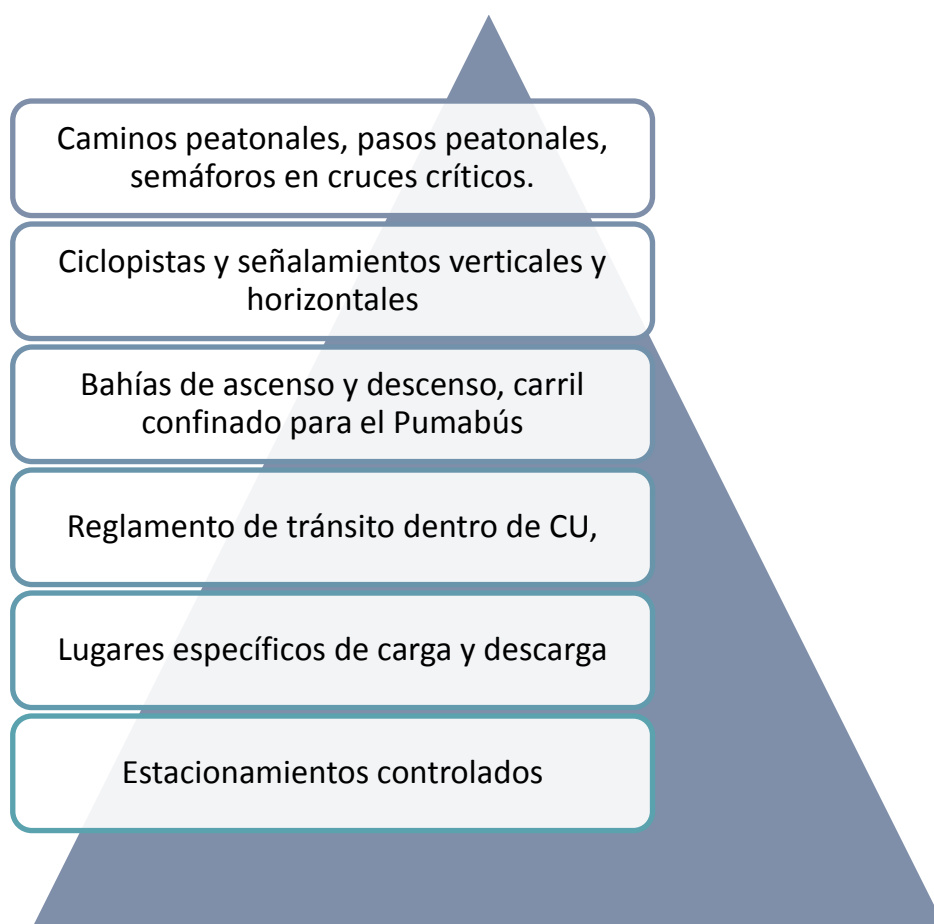 Caminos peatonales, pasos peatonales,
semáforos en cruces críticos.
Ciclopistas y señalamientos verticales y
horizontales
Bahías de ascenso y descenso, carril
confinado para el Pumabús
Reglamento de tránsito dentro de CU,
Lugares específicos de carga y descarga
Estacionamientos controlados